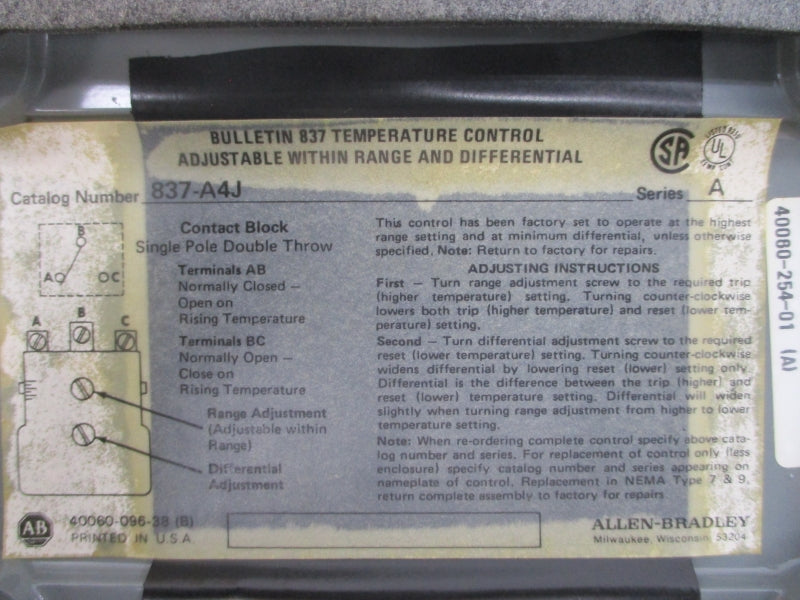 BULLETIN 837 TEMPERATURE CONTROL
ADJUSTABLE WITHIN RANGE AND DIFFERENTIAL
SA
UL
Catalog Number 837-A4J
Series A
B
A
C
Contact Block
Single Pole Double Throw
Terminals AB
Normally Closed –
Open on
Rising Temperature
Terminals BC
Normally Open –
Close on
Rising Temperature
A B C
Range Adjustment
(Adjustable within
Range)
Differential
Adjustment
This control has been factory set to operate at the highest
range setting and at minimum differential, unless otherwise
specified. Note: Return to factory for repairs.
ADJUSTING INSTRUCTIONS
First – Turn range adjustment screw to the required trip
(higher temperature) setting. Turning counter-clockwise
lowers both trip (higher temperature) and reset (lower tem-
perature) setting.
Second – Turn differential adjustment screw to the required
reset (lower temperature) setting. Turning counter-clockwise
widens differential by lowering reset (lower) setting only.
Differential is the difference between the trip (higher) and
reset (lower) temperature setting. Differential will widen
slightly when turning range adjustment from higher to lower
temperature setting.
Note: When re-ordering complete control specify above cata-
log number and series. For replacement of control only (less
enclosure) specify catalog number and series appearing on
nameplate of control. Replacement in NEMA Type 7 & 9,
return complete assembly to factory for repairs.
AB
40060-096-38 (B)
PRINTED IN U.S.A.
ALLEN-BRADLEY
Milwaukee, Wisconsin 53204
40080-254-01 (A)